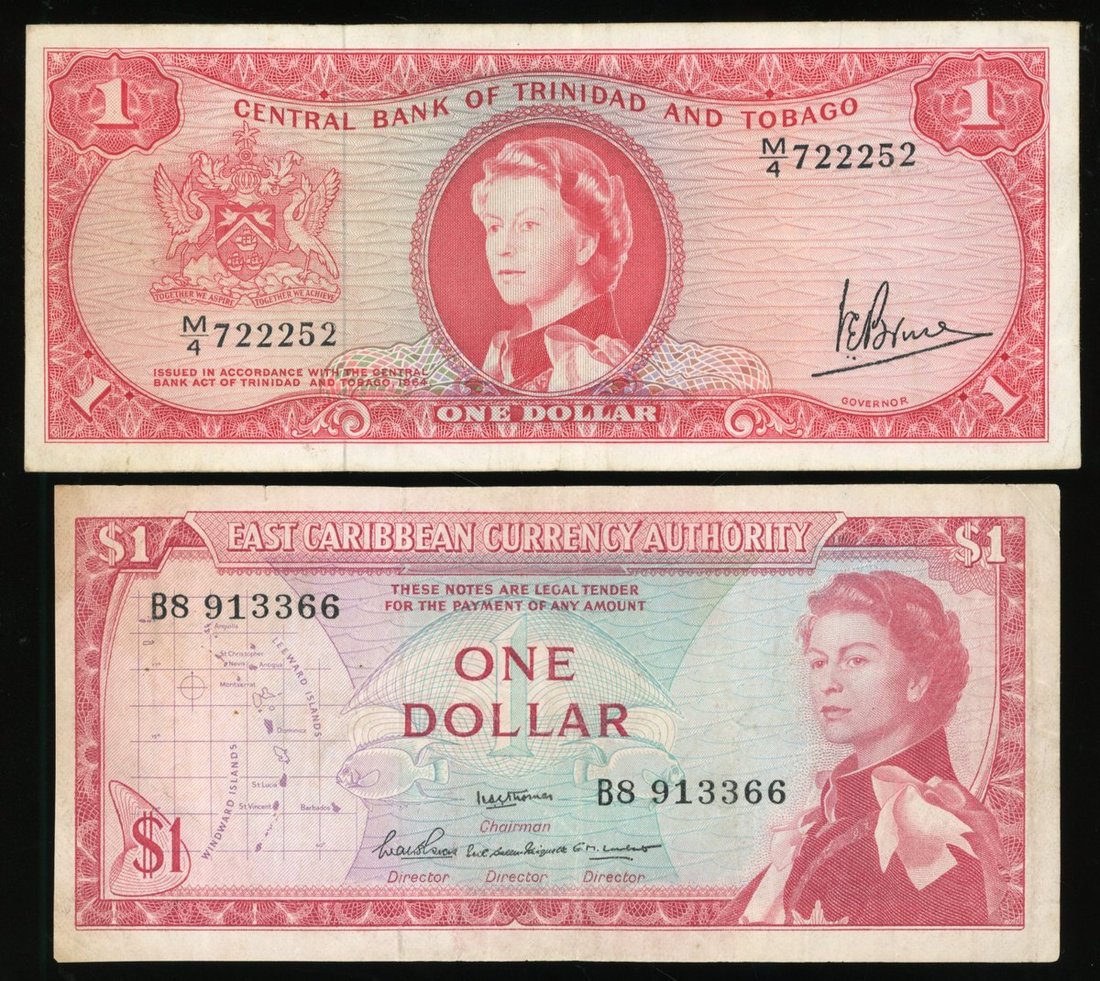 1 1
CENTRAL BANK OF TRINIDAD AND TOBAGO
M/4 722252
TOGETHER WE ASPIRE TOGETHER WE ACHIEVE
M/4 722252
ISSUED IN ACCORDANCE WITH THE CENTRAL
BANK ACT OF TRINIDAD AND TOBAGO, 1964
GOVERNOR
1 ONE DOLLAR 1
$1 EAST CARIBBEAN CURRENCY AUTHORITY $1
THESE NOTES ARE LEGAL TENDER
FOR THE PAYMENT OF ANY AMOUNT
B8 913366
Anguilla
LEEWARD ISLANDS
St Christopher
Nevis Antigua
Montserrat
Dominica
WINDWARD ISLANDS
St Lucia
St Vincent Barbados
1
ONE
DOLLAR
B8 913366
Chairman
$1
Director Director Director